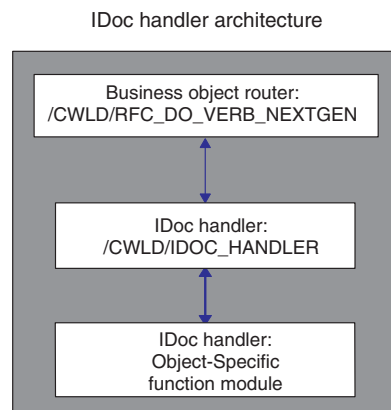 IDoc handler architecture
Business object router:
/CWLD/RFC_DO_VERB_NEXTGEN
IDoc handler:
/CWLD/IDOC_HANDLER
IDoc handler:
Object-Specific
function module